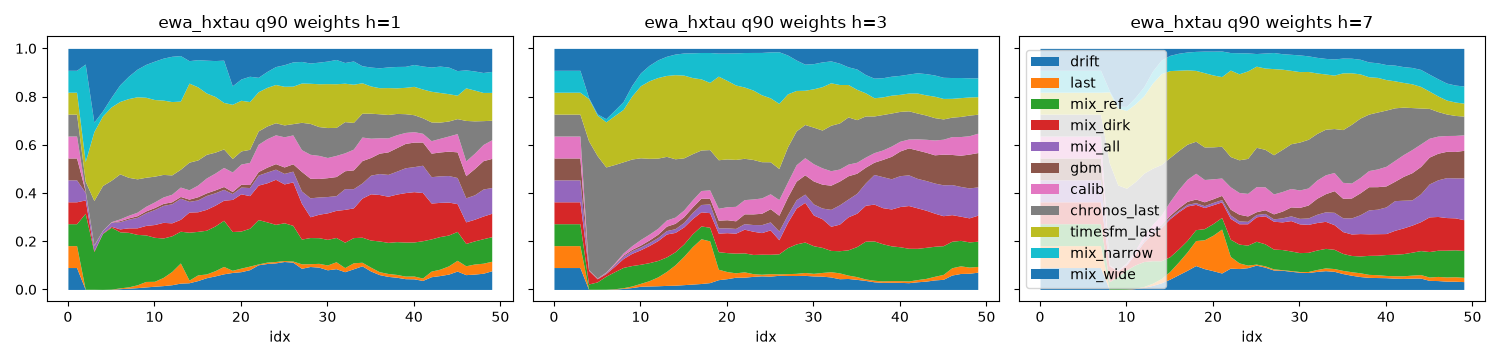 ewa_hxtau q90 weights h=1
ewa_hxtau q90 weights h=3
ewa_hxtau q90 weights h=7
1.0
0.8
0.6
0.4
0.2
0.0
drift
last
mix_ref
mix_dirk
mix_all
gbm
calib
chronos_last
timesfm_last
mix_narrow
mix_wide
0 10 20 30 40 50
0 10 20 30 40 50
0 10 20 30 40 50
idx
idx
idx